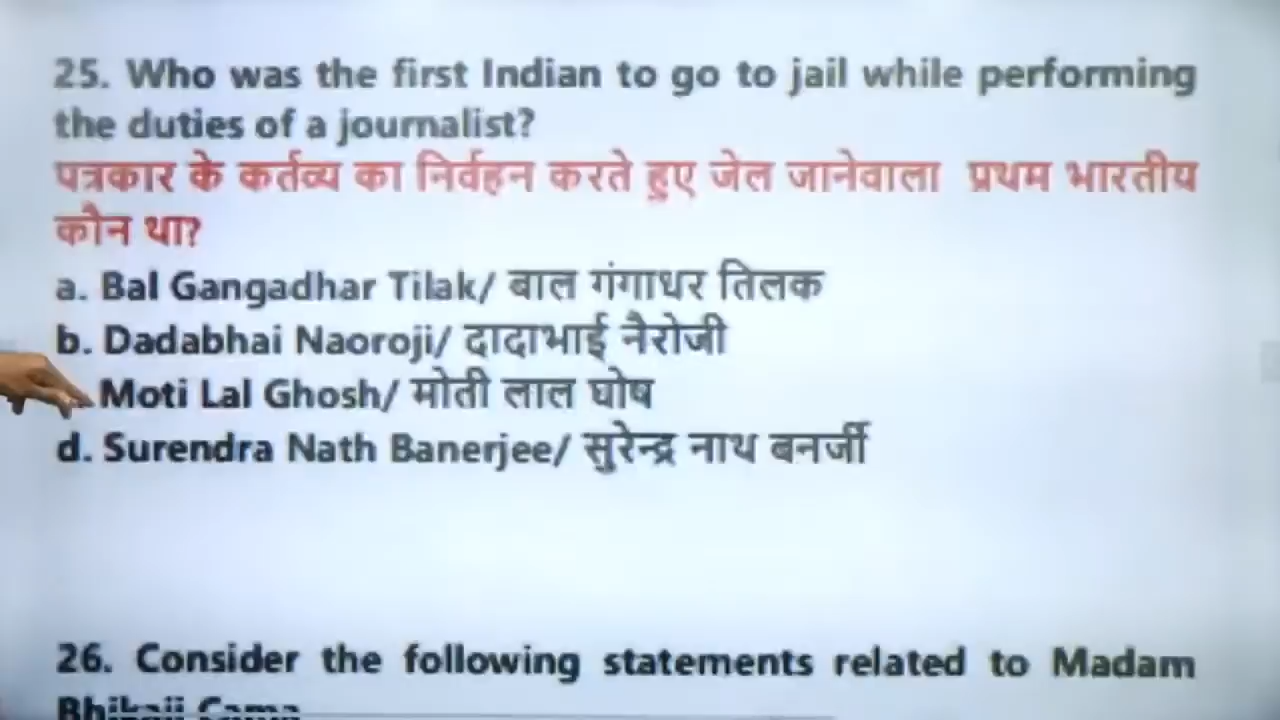 25. Who was the first Indian to go to jail while performing
the duties of a journalist?
पत्रकार के कर्तव्य का निर्वहन करते हुए जेल जानेवाला प्रथम भारतीय
कौन था?
a. Bal Gangadhar Tilak/ बाल गंगाधर तिलक
b. Dadabhai Naoroji/ दादाभाई नैरोजी
Moti Lal Ghosh/ मोती लाल घोष
d. Surendra Nath Banerjee/ सुरेन्द्र नाथ बनर्जी
26. Consider the following statements related to Madam
Bhikaji Cama